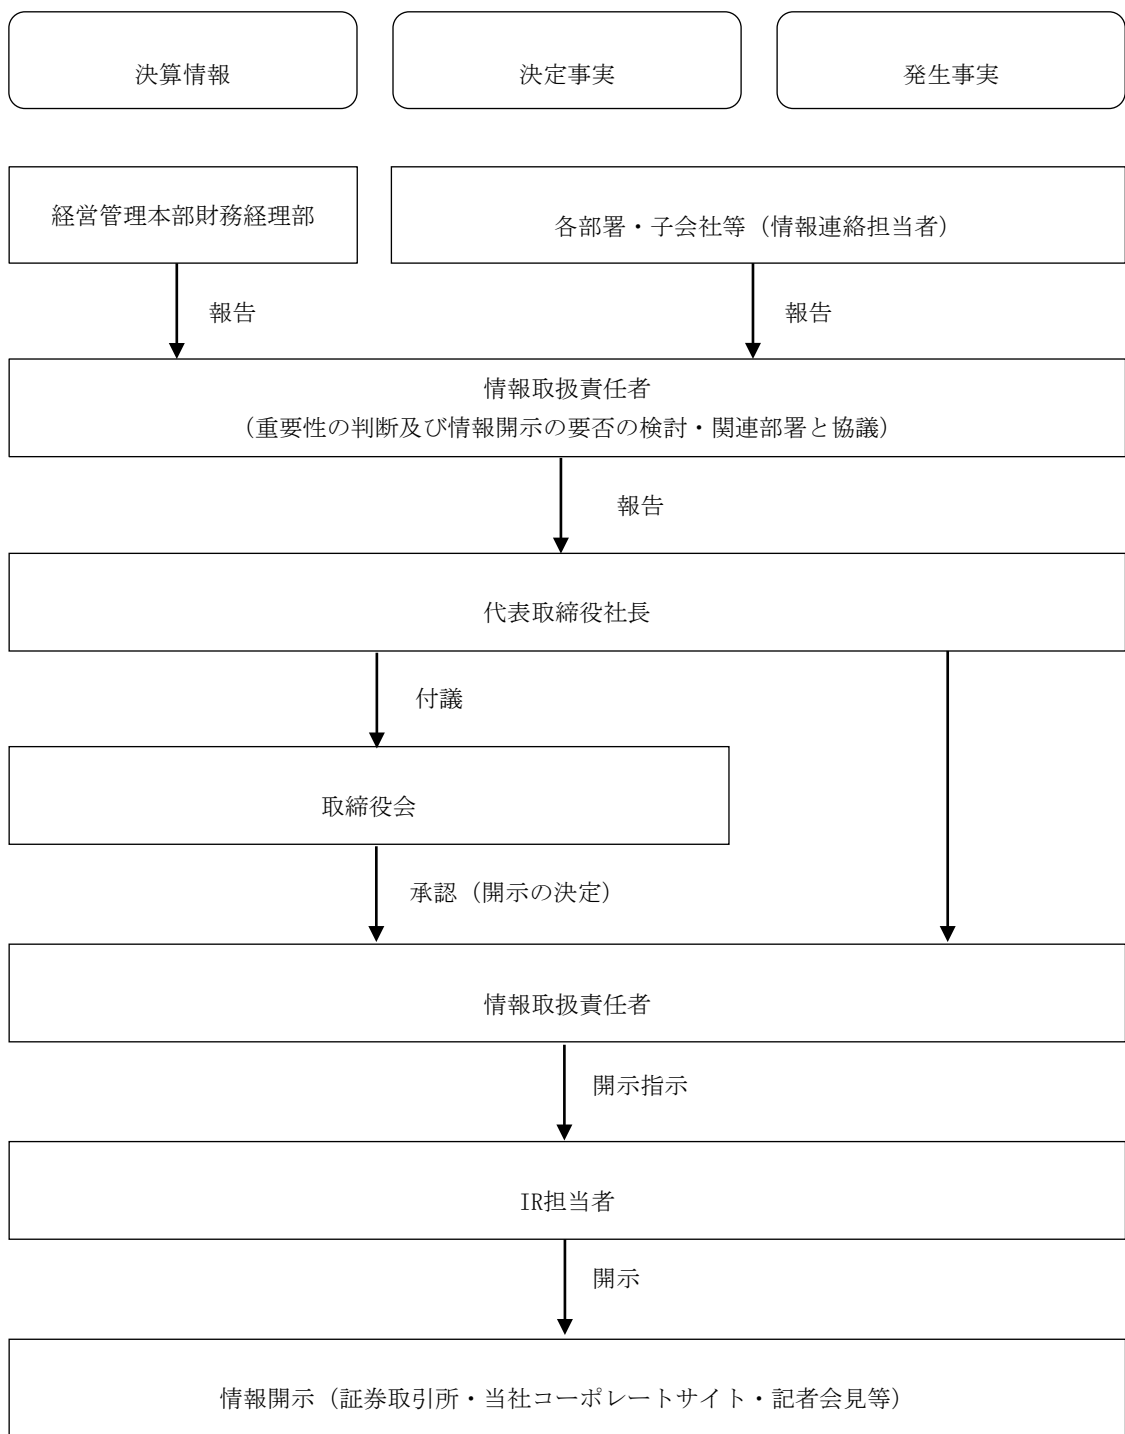 決算情報
決定事実
発生事実
経営管理本部財務経理部
各部署・子会社等（情報連絡担当者）
報告
報告
情報取扱責任者
（重要性の判断及び情報開示の要否の検討・関連部署と協議）
報告
代表取締役社長
付議
取締役会
承認（開示の決定）
情報取扱責任者
開示指示
IR担当者
開示
情報開示（証券取引所・当社コーポレートサイト・記者会見等）